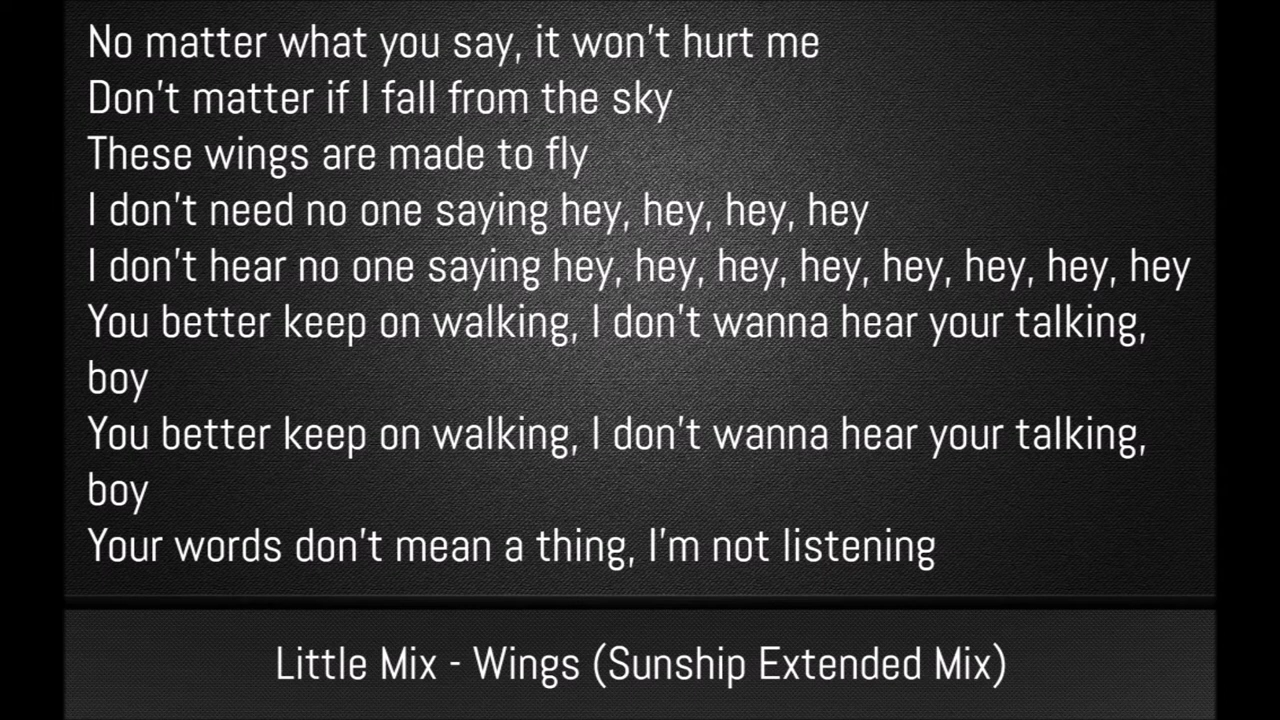 No matter what you say, it won't hurt me
Don't matter if I fall from the sky
These wings are made to fly
I don't need no one saying hey, hey, hey, hey
I don't hear no one saying hey, hey, hey, hey, hey, hey, hey, hey
You better keep on walking, I don't wanna hear your talking,
boy
You better keep on walking, I don't wanna hear your talking,
boy
Your words don't mean a thing, I'm not listening
Little Mix - Wings (Sunship Extended Mix)